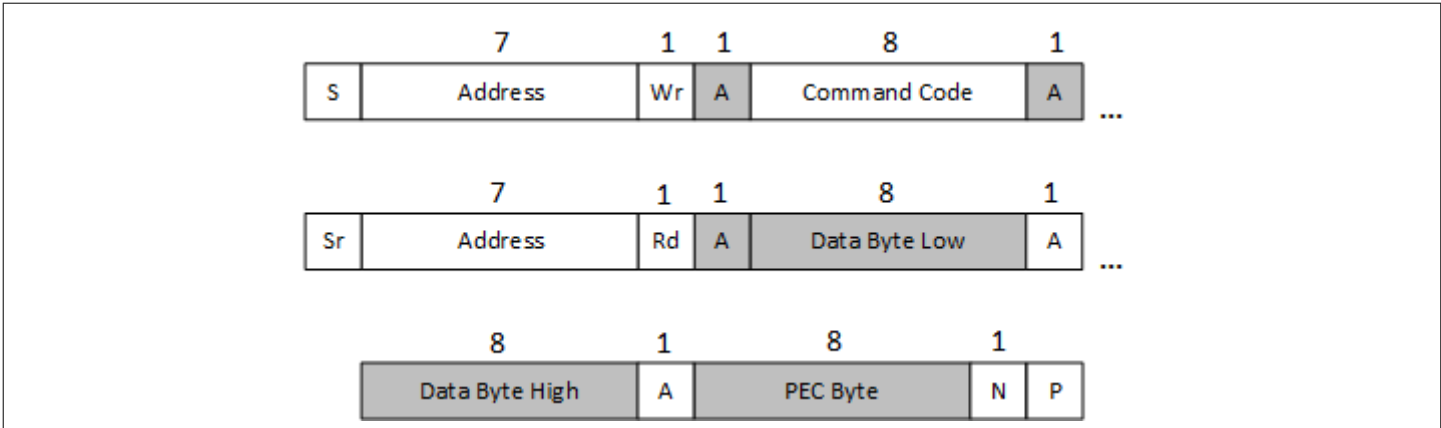 7 1 1 8 1
S Address Wr A Command Code A ...
7 1 1 8 1
Sr Address Rd A Data Byte Low A ...
8 1 8 1
Data Byte High A PEC Byte N P